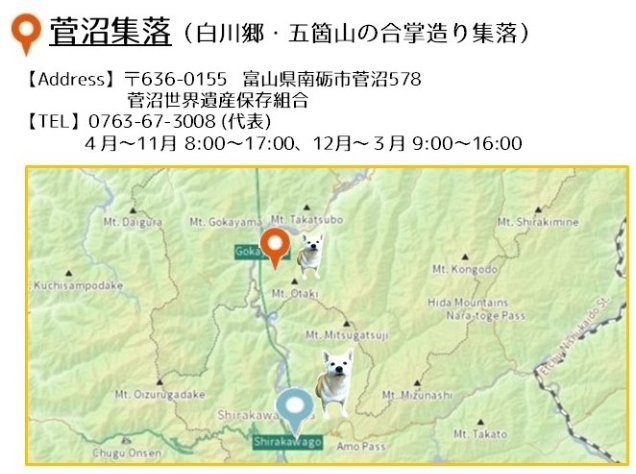 菅沼集落（白川郷・五箇山の合掌造り集落）
【Address】〒636-0155 富山県南砺市菅沼578
菅沼世界遺産保存組合
【TEL】0763-67-3008 (代表)
４月～11月 8:00～17:00、12月～３月 9:00～16:00
Mt. Daigura
Mt. Gokayama
Mt. Takatsubo
Mt. Shirakimine
Mt. Kongodo
Kuchisampodake
Mt. Otaki
Hida Mountains
Nara-toge Pass
Mt. Mitsugatsuji
Mt. Oizurugadake
Mt. Mizunashi
Shirakawago
Amo Pass
Mt. Takato
Chugu Onsen